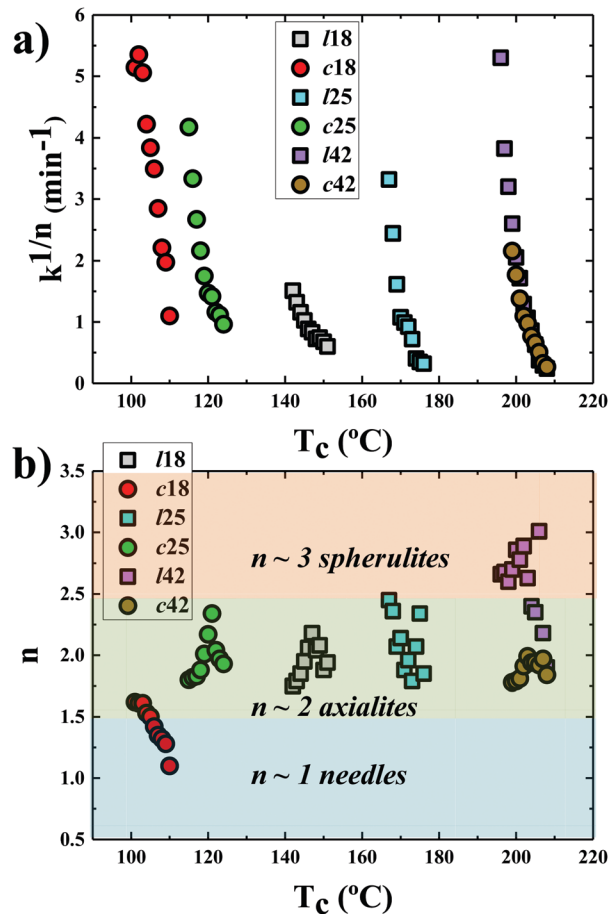 a)
k^1/n (min^-1)
6
5
4
3
2
1
0
l18
c18
l25
c25
l42
c42
100 120 140 160 180 200 220
T_c (ºC)
b)
n
3.5
3.0
2.5
2.0
1.5
1.0
0.5
l18
c18
l25
c25
l42
c42
n ~ 3 spherulites
n ~ 2 axialites
n ~ 1 needles
100 120 140 160 180 200 220
T_c (ºC)